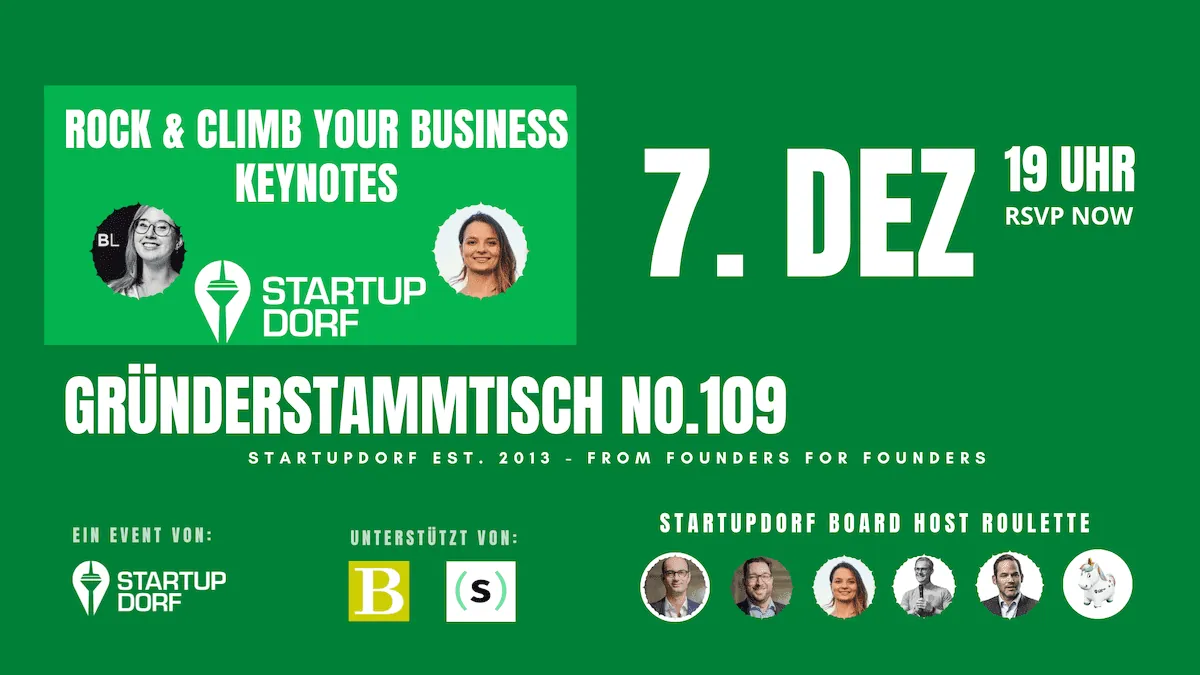 ROCK & CLIMB YOUR BUSINESS
KEYNOTES
BL
STARTUP
DORF
7. DEZ
19 UHR
RSVP NOW
GRÜNDERSTAMMTISCH NO.109
STARTUPDORF EST. 2013 - FROM FOUNDERS FOR FOUNDERS
EIN EVENT VON:
STARTUP
DORF
UNTERSTÜTZT VON:
B
(S)
STARTUPDORF BOARD HOST ROULETTE